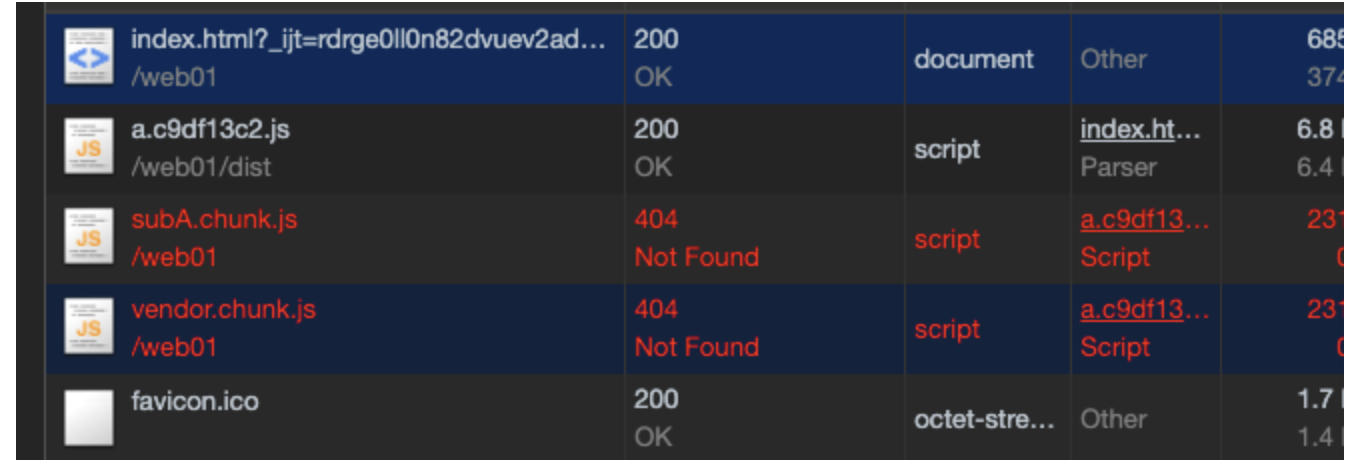 index.html?_ijt=rdrge0ll0n82dvuev2ad... 200 document Other 685
/web01 OK 374
a.c9df13c2.js 200 script index.ht... 6.8
/web01/dist OK Parser 6.4
subA.chunk.js 404 script a.c9df13... 231
/web01 Not Found Script 0
vendor.chunk.js 404 script a.c9df13... 231
/web01 Not Found Script 0
favicon.ico 200 octet-stre... Other 1.7
OK 1.4